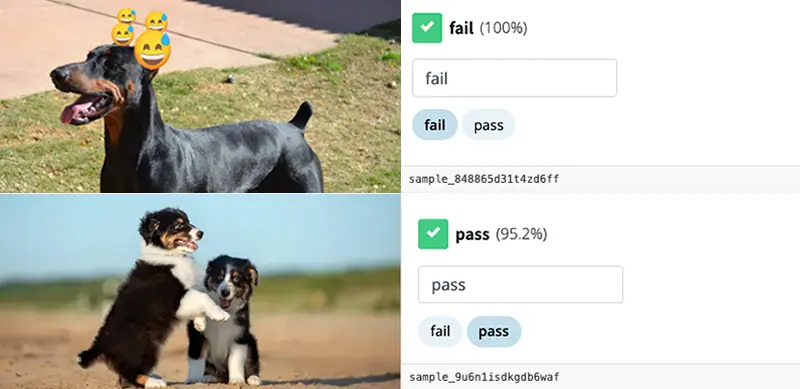 fail (100%)
fail
fail pass
sample_848865d31t4zd6ff
pass (95.2%)
pass
fail pass
sample_9u6n1isdkgdb6waf